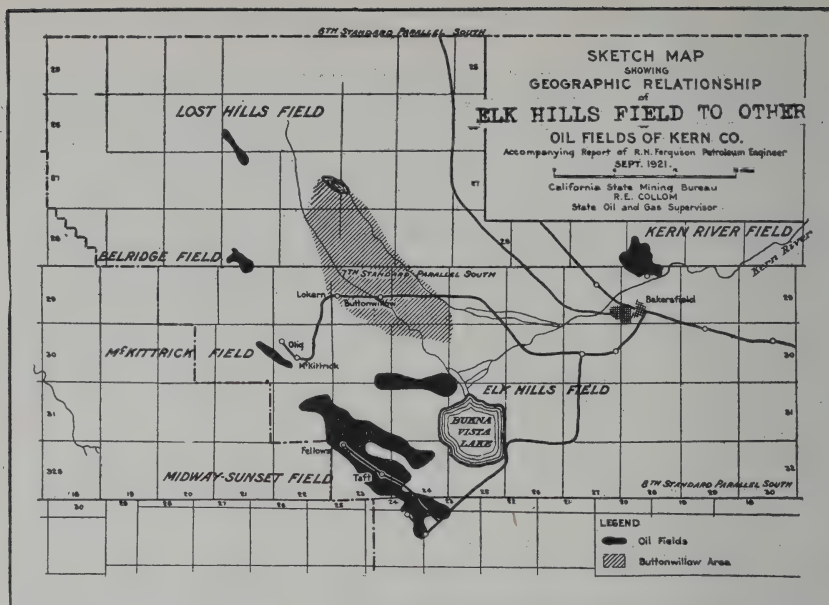 6TH STANDARD PARALLEL SOUTH
SKETCH MAP
SHOWING
GEOGRAPHIC RELATIONSHIP
of
ELK HILLS FIELD TO OTHER
OIL FIELDS OF KERN CO.
Accompanying Report of R.N. Ferguson Petroleum Engineer
SEPT. 1921.
California State Mining Bureau
R.E. COLLOM
State Oil and Gas Supervisor
LOST HILLS FIELD
KERN RIVER FIELD
KERN RIVER
BELRIDGE FIELD
7TH STANDARD PARALLEL SOUTH
Lokern
Buttonwillow
Bakersfield
Olig
McKITTRICK FIELD
McKittrick
ELK HILLS FIELD
BUENA
VISTA
LAKE
Fellows
MIDWAY-SUNSET FIELD
Taft
8TH STANDARD PARALLEL SOUTH
LEGEND
Oil Fields
Buttonwillow Area